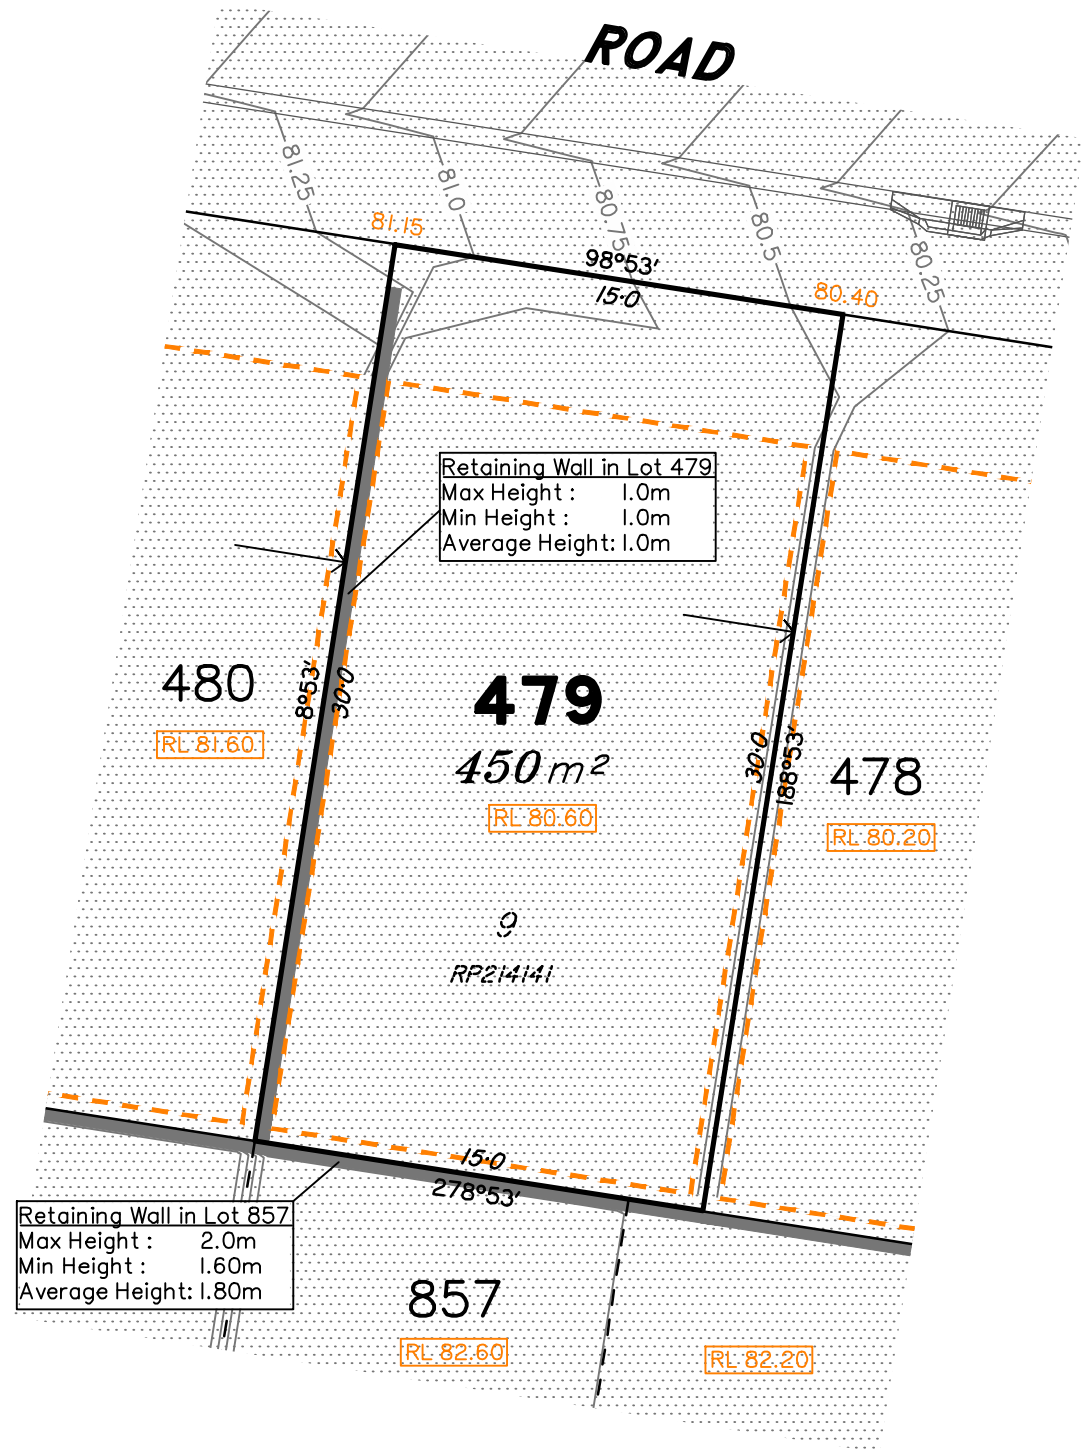 ROAD
81.25
81.0
80.75
80.5
80.25
81.15
98°53'
15·0
80.40
Retaining Wall in Lot 479
Max Height : 1.0m
Min Height : 1.0m
Average Height: 1.0m
480
RL 81.60
8°53'
30·0
479
450 m²
RL 80.60
30·0
188°53'
478
RL 80.20
9
RP214141
15·0
278°53'
Retaining Wall in Lot 857
Max Height : 2.0m
Min Height : 1.60m
Average Height: 1.80m
857
RL 82.60
RL 82.20